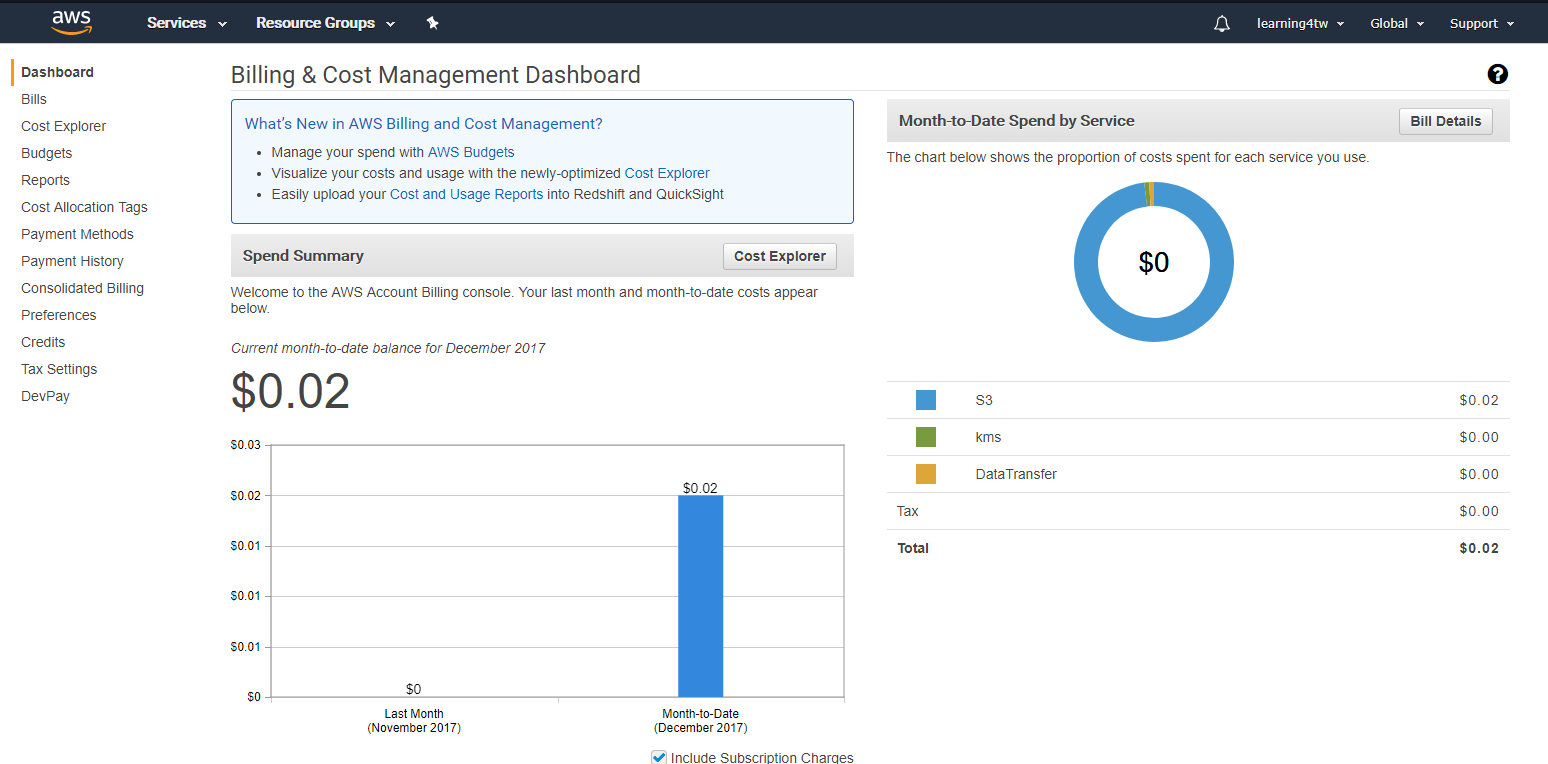 aws
Services
Resource Groups
learning4tw
Global
Support
Dashboard
Bills
Cost Explorer
Budgets
Reports
Cost Allocation Tags
Payment Methods
Payment History
Consolidated Billing
Preferences
Credits
Tax Settings
DevPay
Billing & Cost Management Dashboard
?
What's New in AWS Billing and Cost Management?
• Manage your spend with AWS Budgets
• Visualize your costs and usage with the newly-optimized Cost Explorer
• Easily upload your Cost and Usage Reports into Redshift and QuickSight
Spend Summary
Cost Explorer
Welcome to the AWS Account Billing console. Your last month and month-to-date costs appear
below.
Current month-to-date balance for December 2017
$0.02
$0.03
$0.02
$0.01
$0.01
$0.01
$0
$0
$0.02
Last Month
(November 2017)
Month-to-Date
(December 2017)
Include Subscription Charges
Month-to-Date Spend by Service
Bill Details
The chart below shows the proportion of costs spent for each service you use.
$0
S3 $0.02
kms $0.00
DataTransfer $0.00
Tax $0.00
Total $0.02